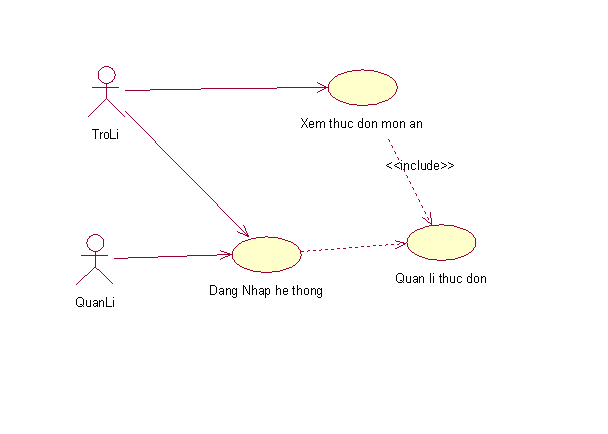 TroLi
Xem thuc don mon an
<<include>>
QuanLi
Dang Nhap he thong
Quan li thuc don